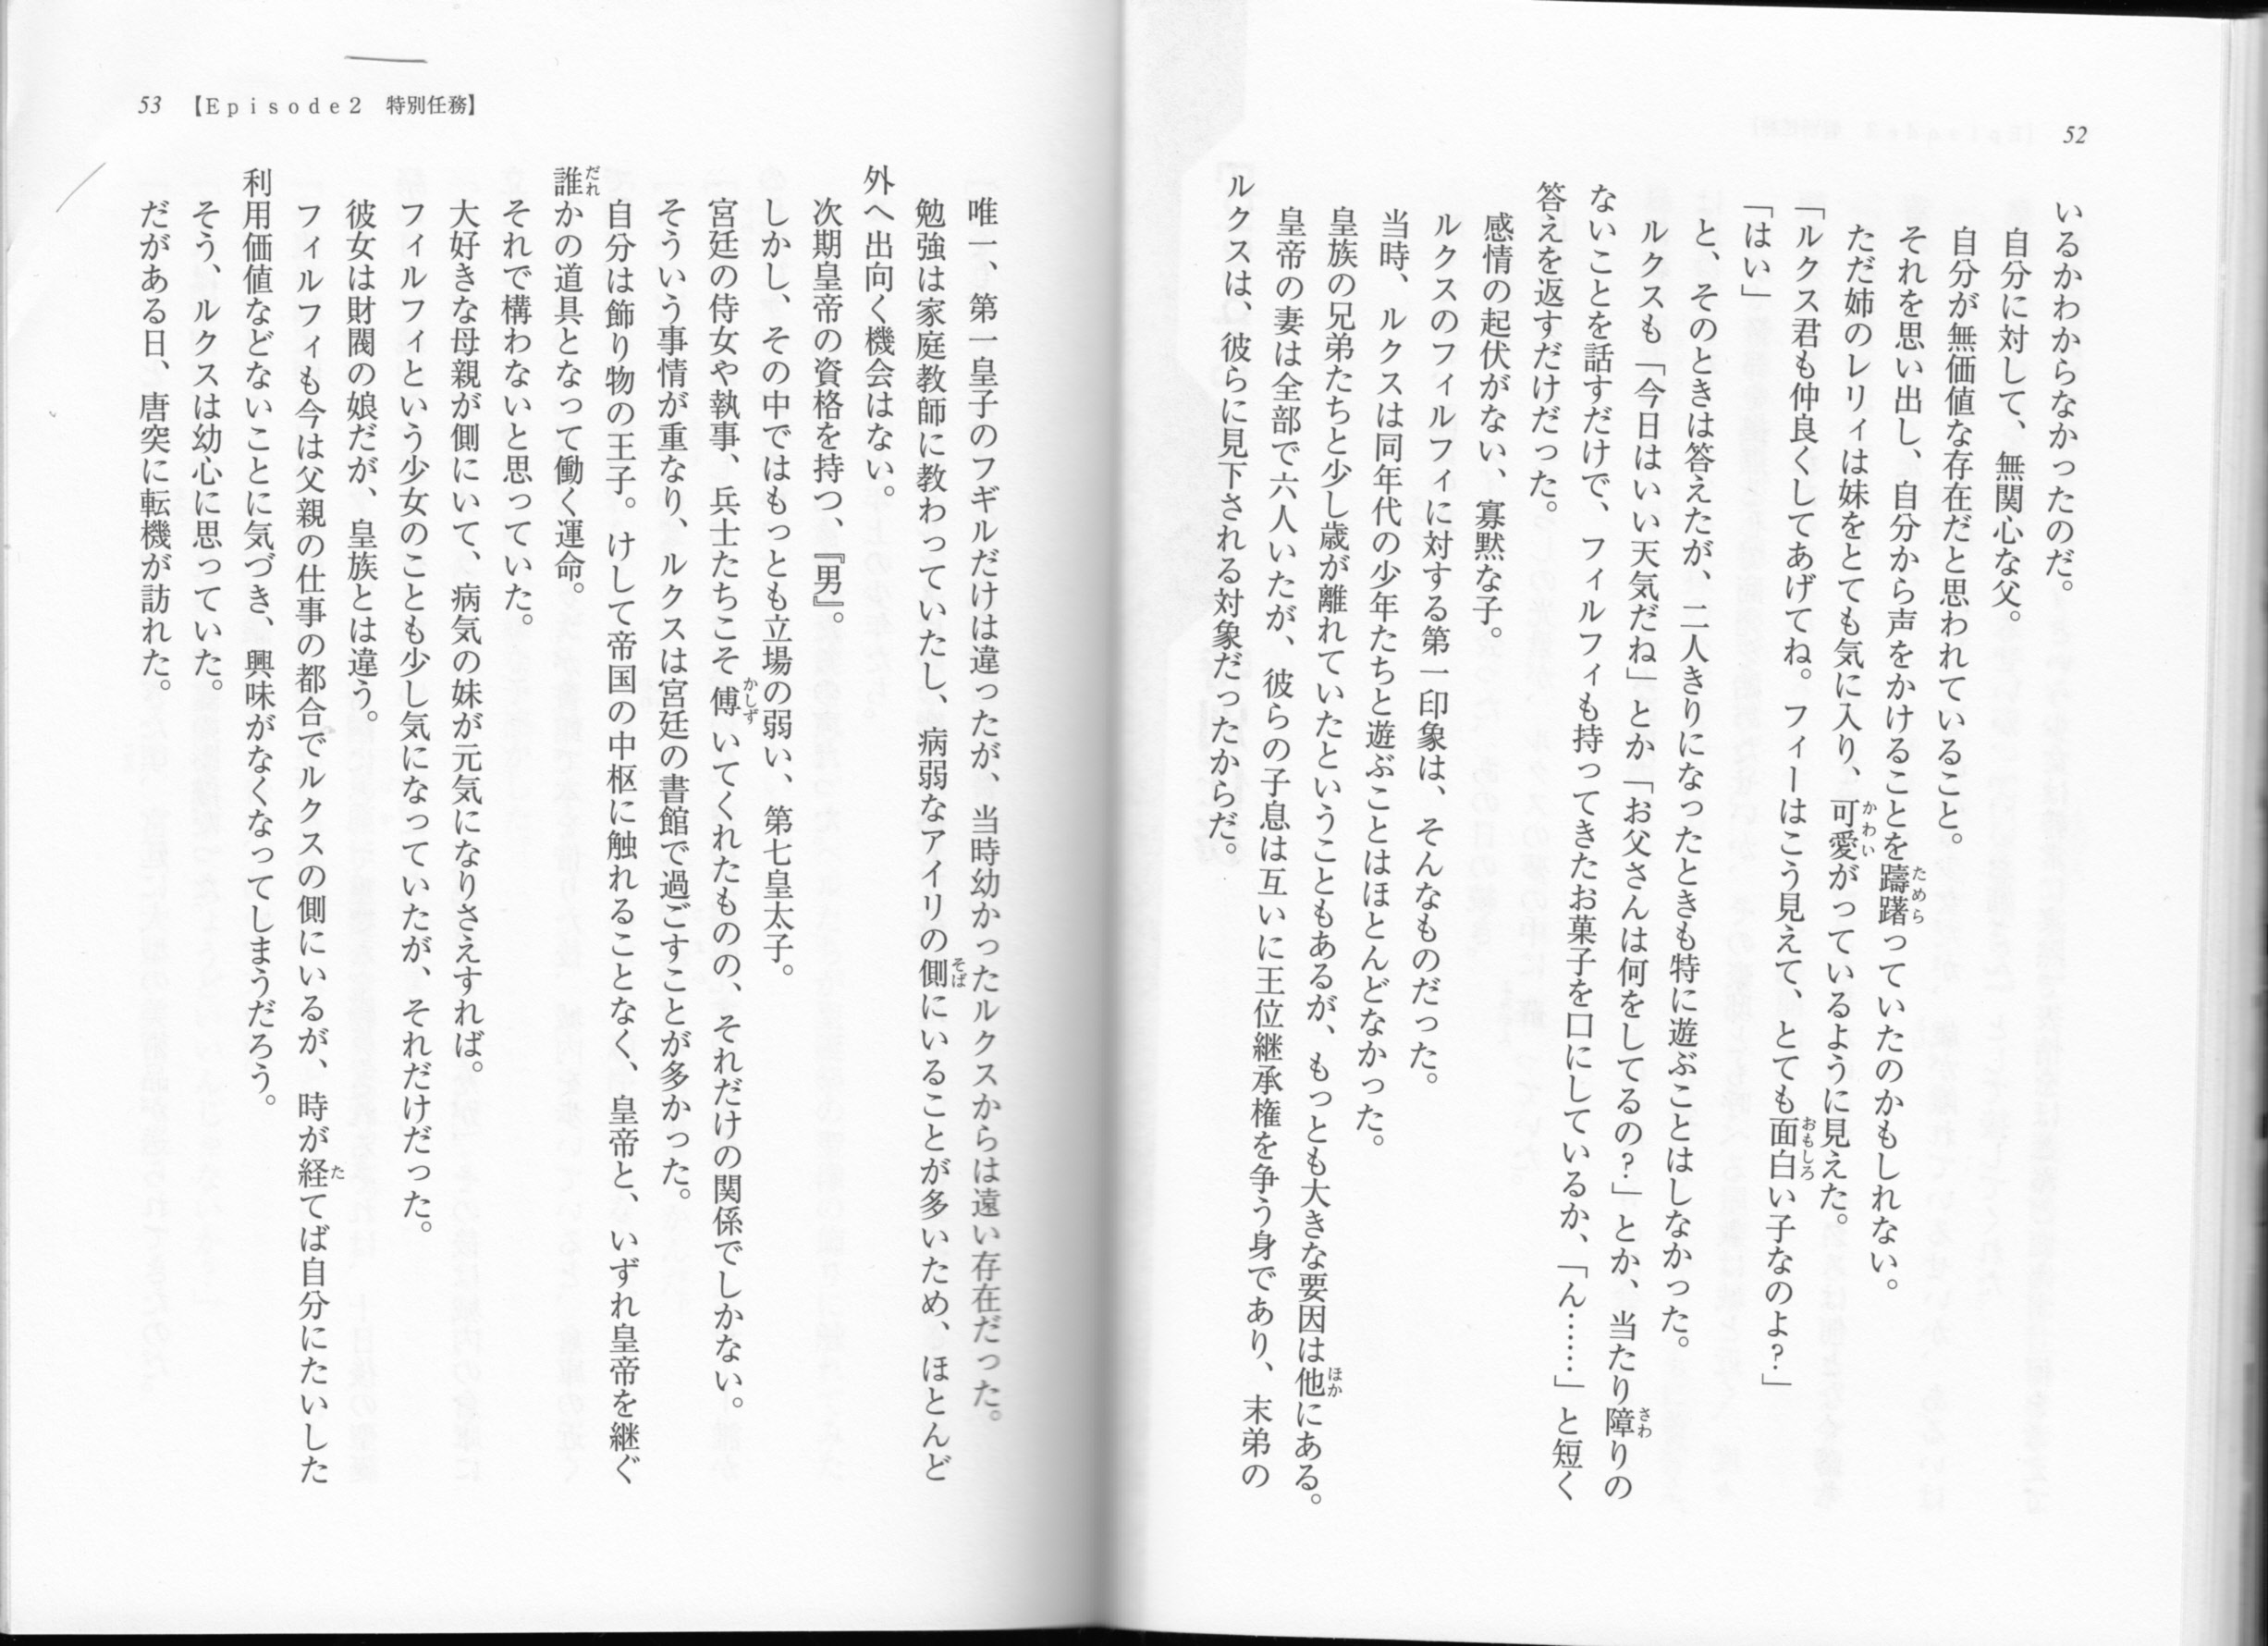 52
いるかわからなかったのだ。
自分に対して、無関心な父。
自分が無価値な存在だと思われていること。
それを思い出し、自分から声をかけることを躊躇っていたのかもしれない。
ためら
ただ姉のレリィは妹をとても気に入り、可愛がっているように見えた。
かわい
「ルクス君も仲良くしてあげてね。フィーはこう見えて、とても面白い子なのよ?」
おもしろ
「はい」
と、そのときは答えたが、二人きりになったときも特に遊ぶことはしなかった。
ルクスも「今日はいい天気だね」とか「お父さんは何をしてるの?」とか、当たり障りの
さわ
ないことを話すだけで、フィルフィも持ってきたお菓子を口にしているか、「ん……」と短く
答えを返すだけだった。
感情の起伏がない、寡黙な子。
ルクスのフィルフィに対する第一印象は、そんなものだった。
当時、ルクスは同年代の少年たちと遊ぶことはほとんどなかった。
皇族の兄弟たちと少し歳が離れていたということもあるが、もっとも大きな要因は他にある。
ほか
皇帝の妻は全部で六人いたが、彼らの子息は互いに王位継承権を争う身であり、末弟の
ルクスは、彼らに見下される対象だったからだ。
53 【Episode2 特別任務】
唯一、第一皇子のフギルだけは違ったが、当時幼かったルクスからは遠い存在だった。
勉強は家庭教師に教わっていたし、病弱なアイリの側にいることが多いため、ほとんど
そば
外へ出向く機会はない。
次期皇帝の資格を持つ、『男』。
しかし、その中ではもっとも立場の弱い、第七皇太子。
宮廷の侍女や執事、兵士たちこそ傅いてくれたものの、それだけの関係でしかない。
かしず
そういう事情が重なり、ルクスは宮廷の書館で過ごすことが多かった。
自分は飾り物の王子。けして帝国の中枢に触れることなく、皇帝と、いずれ皇帝を継ぐ
誰かの道具となって働く運命。
だれ
それで構わないと思っていた。
大好きな母親が側にいて、病気の妹が元気になりさえすれば。
フィルフィという少女のことも少し気になっていたが、それだけだった。
彼女は財閥の娘だが、皇族とは違う。
フィルフィも今は父親の仕事の都合でルクスの側にいるが、時が経てば自分にたいした
た
利用価値などないことに気づき、興味がなくなってしまうだろう。
そう、ルクスは幼心に思っていた。
だがある日、唐突に転機が訪れた。